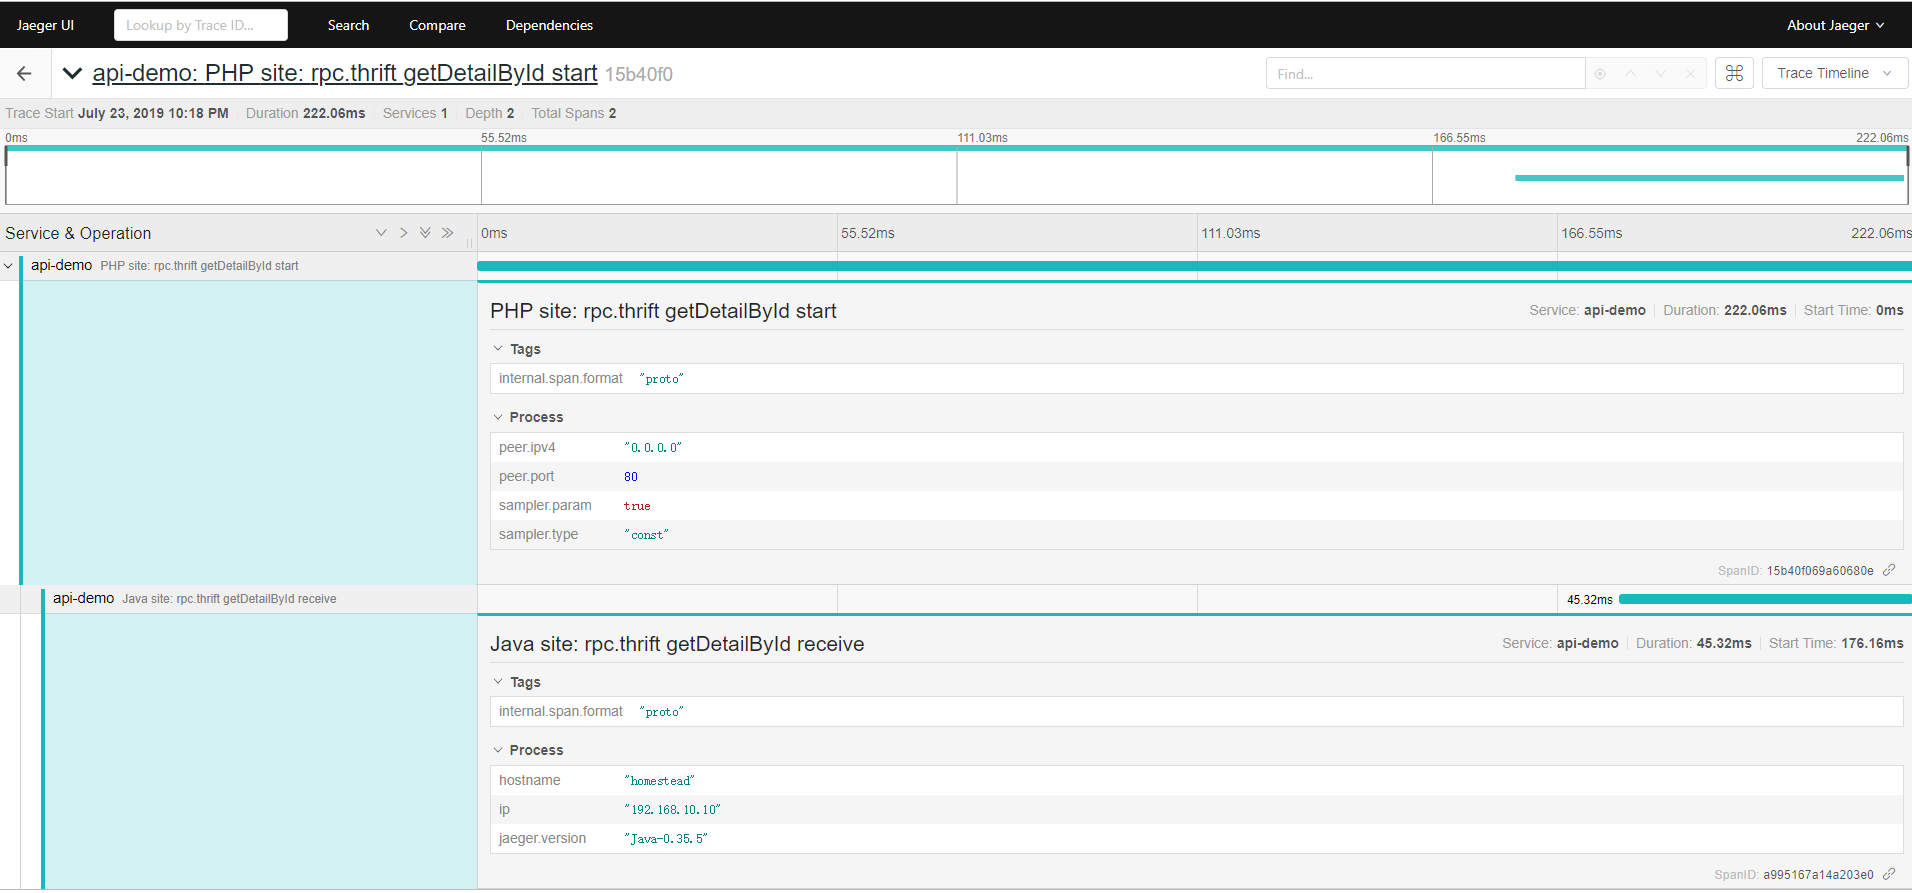 Jaeger UI Lookup by Trace ID... Search Compare Dependencies About Jaeger
api-demo: PHP site: rpc.thrift getDetailById start 15b40f0 Find... Trace Timeline
Trace Start July 23, 2019 10:18 PM Duration 222.06ms Services 1 Depth 2 Total Spans 2
0ms 55.52ms 111.03ms 166.55ms 222.06ms
Service & Operation 0ms 55.52ms 111.03ms 166.55ms 222.06ms
api-demo PHP site: rpc.thrift getDetailById start
PHP site: rpc.thrift getDetailById start Service: api-demo Duration: 222.06ms Start Time: 0ms
Tags
internal.span.format "proto"
Process
peer.ipv4 "0.0.0.0"
peer.port 80
sampler.param true
sampler.type "const"
SpanID: 15b40f069a60680e
api-demo Java site: rpc.thrift getDetailById receive 45.32ms
Java site: rpc.thrift getDetailById receive Service: api-demo Duration: 45.32ms Start Time: 176.16ms
Tags
internal.span.format "proto"
Process
hostname "homestead"
ip "192.168.10.10"
jaeger.version "Java-0.35.5"
SpanID: a995167a14a203e0